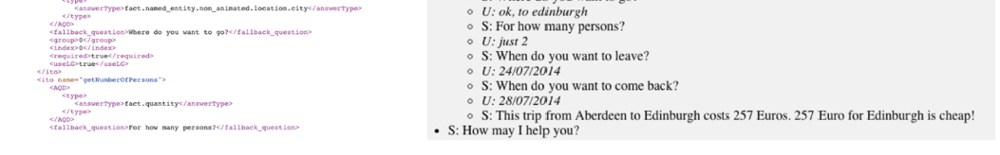 <type>
<answerType>fact.named_entity.non_animated.location.city</answerType>
</type>
</AQD>
<fallback_question>Where do you want to go?</fallback_question>
<group>0</group>
<index>0</index>
<required>true</required>
<useLG>true</useLG>
</ito>
<ito name="getNumberOfPersons">
<AQD>
<type>
<answerType>fact.quantity</answerType>
</type>
</AQD>
<fallback_question>For how many persons?</fallback_question>
U: ok, to edinburgh
S: For how many persons?
U: just 2
S: When do you want to leave?
U: 24/07/2014
S: When do you want to come back?
U: 28/07/2014
S: This trip from Aberdeen to Edinburgh costs 257 Euros. 257 Euro for Edinburgh is cheap!
S: How may I help you?